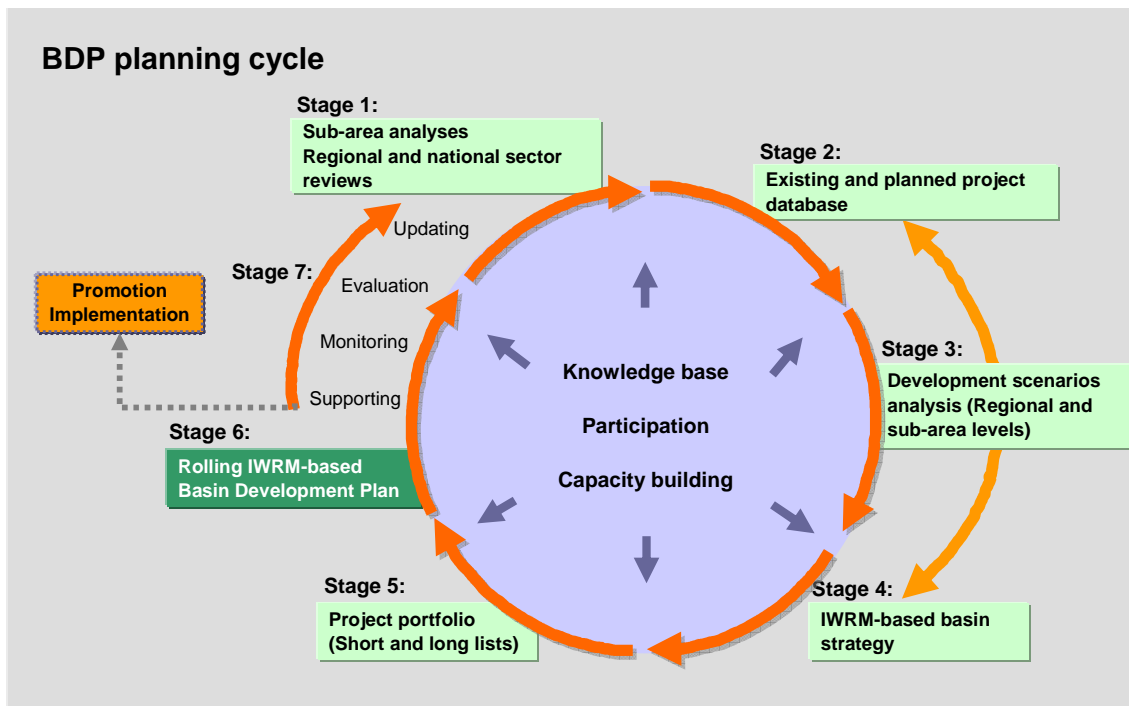 BDP planning cycle
Stage 1:
Sub-area analyses
Regional and national sector
reviews
Stage 2:
Existing and planned project
database
Stage 3:
Development scenarios
analysis (Regional and
sub-area levels)
Stage 4:
IWRM-based basin
strategy
Stage 5:
Project portfolio
(Short and long lists)
Stage 6:
Rolling IWRM-based
Basin Development Plan
Stage 7:
Updating
Evaluation
Monitoring
Supporting
Promotion
Implementation
Knowledge base
Participation
Capacity building